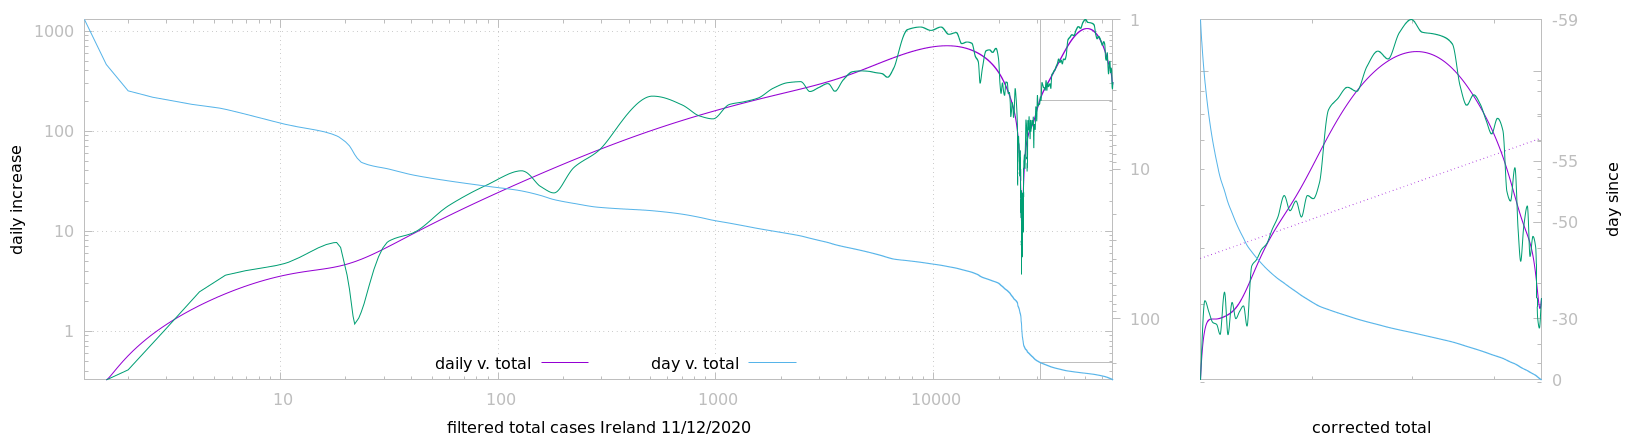 1000
100
10
1
daily increase
10
100
1000
10000
filtered total cases Ireland 11/12/2020
daily v. total
day v. total
1
10
100
-59
-55
-50
-30
0
day since
corrected total